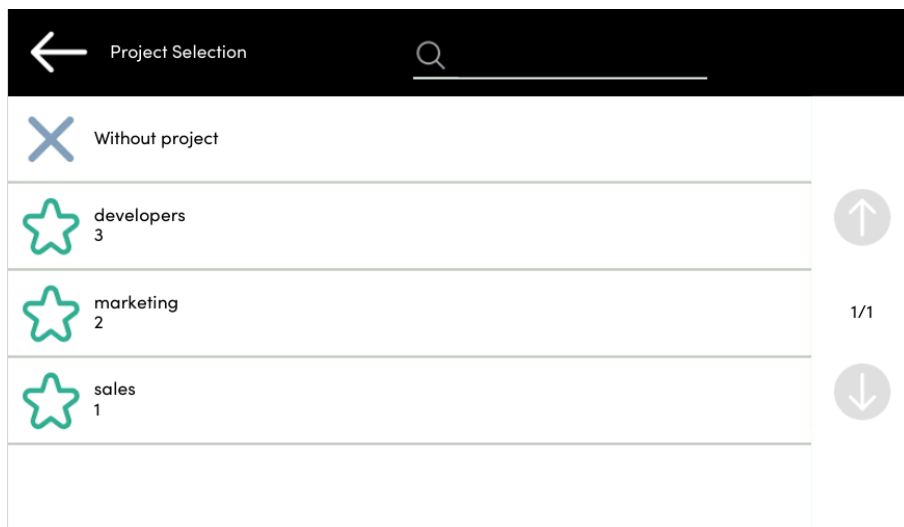 Project Selection
Without project
developers
3
marketing
2
1/1
sales
1